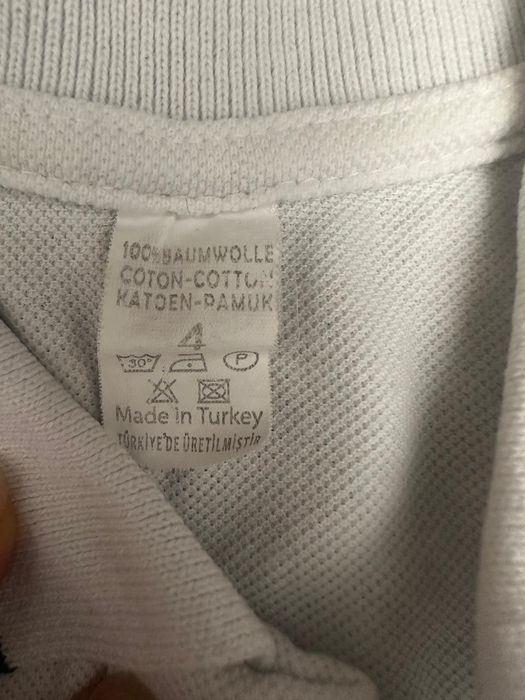 100%BAUMWOLLE
COTON-COTTON
KATOEN-PAMUK
4
30° P
Made in Turkey
TÜRKİYE'DE ÜRETİLMİŞTİR